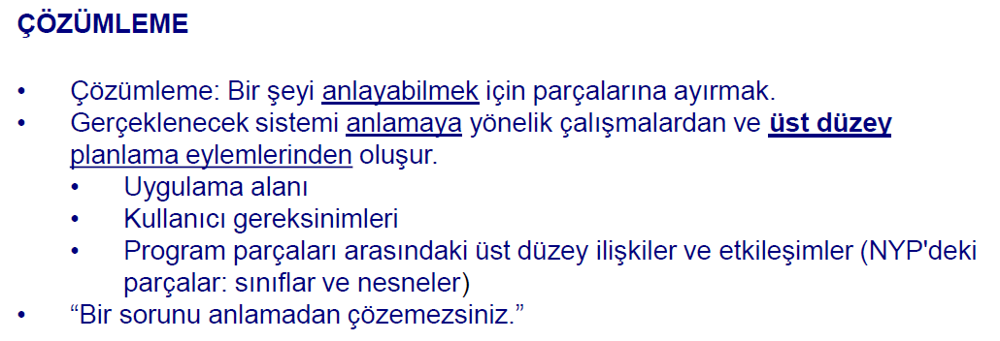 ÇÖZÜMLEME
• Çözümleme: Bir şeyi anlayabilmek için parçalarına ayırmak.
• Gerçeklenecek sistemi anlamaya yönelik çalışmalardan ve üst düzey
planlama eylemlerinden oluşur.
• Uygulama alanı
• Kullanıcı gereksinimleri
• Program parçaları arasındaki üst düzey ilişkiler ve etkileşimler (NYP'deki
parçalar: sınıflar ve nesneler)
• “Bir sorunu anlamadan çözemezsiniz.”